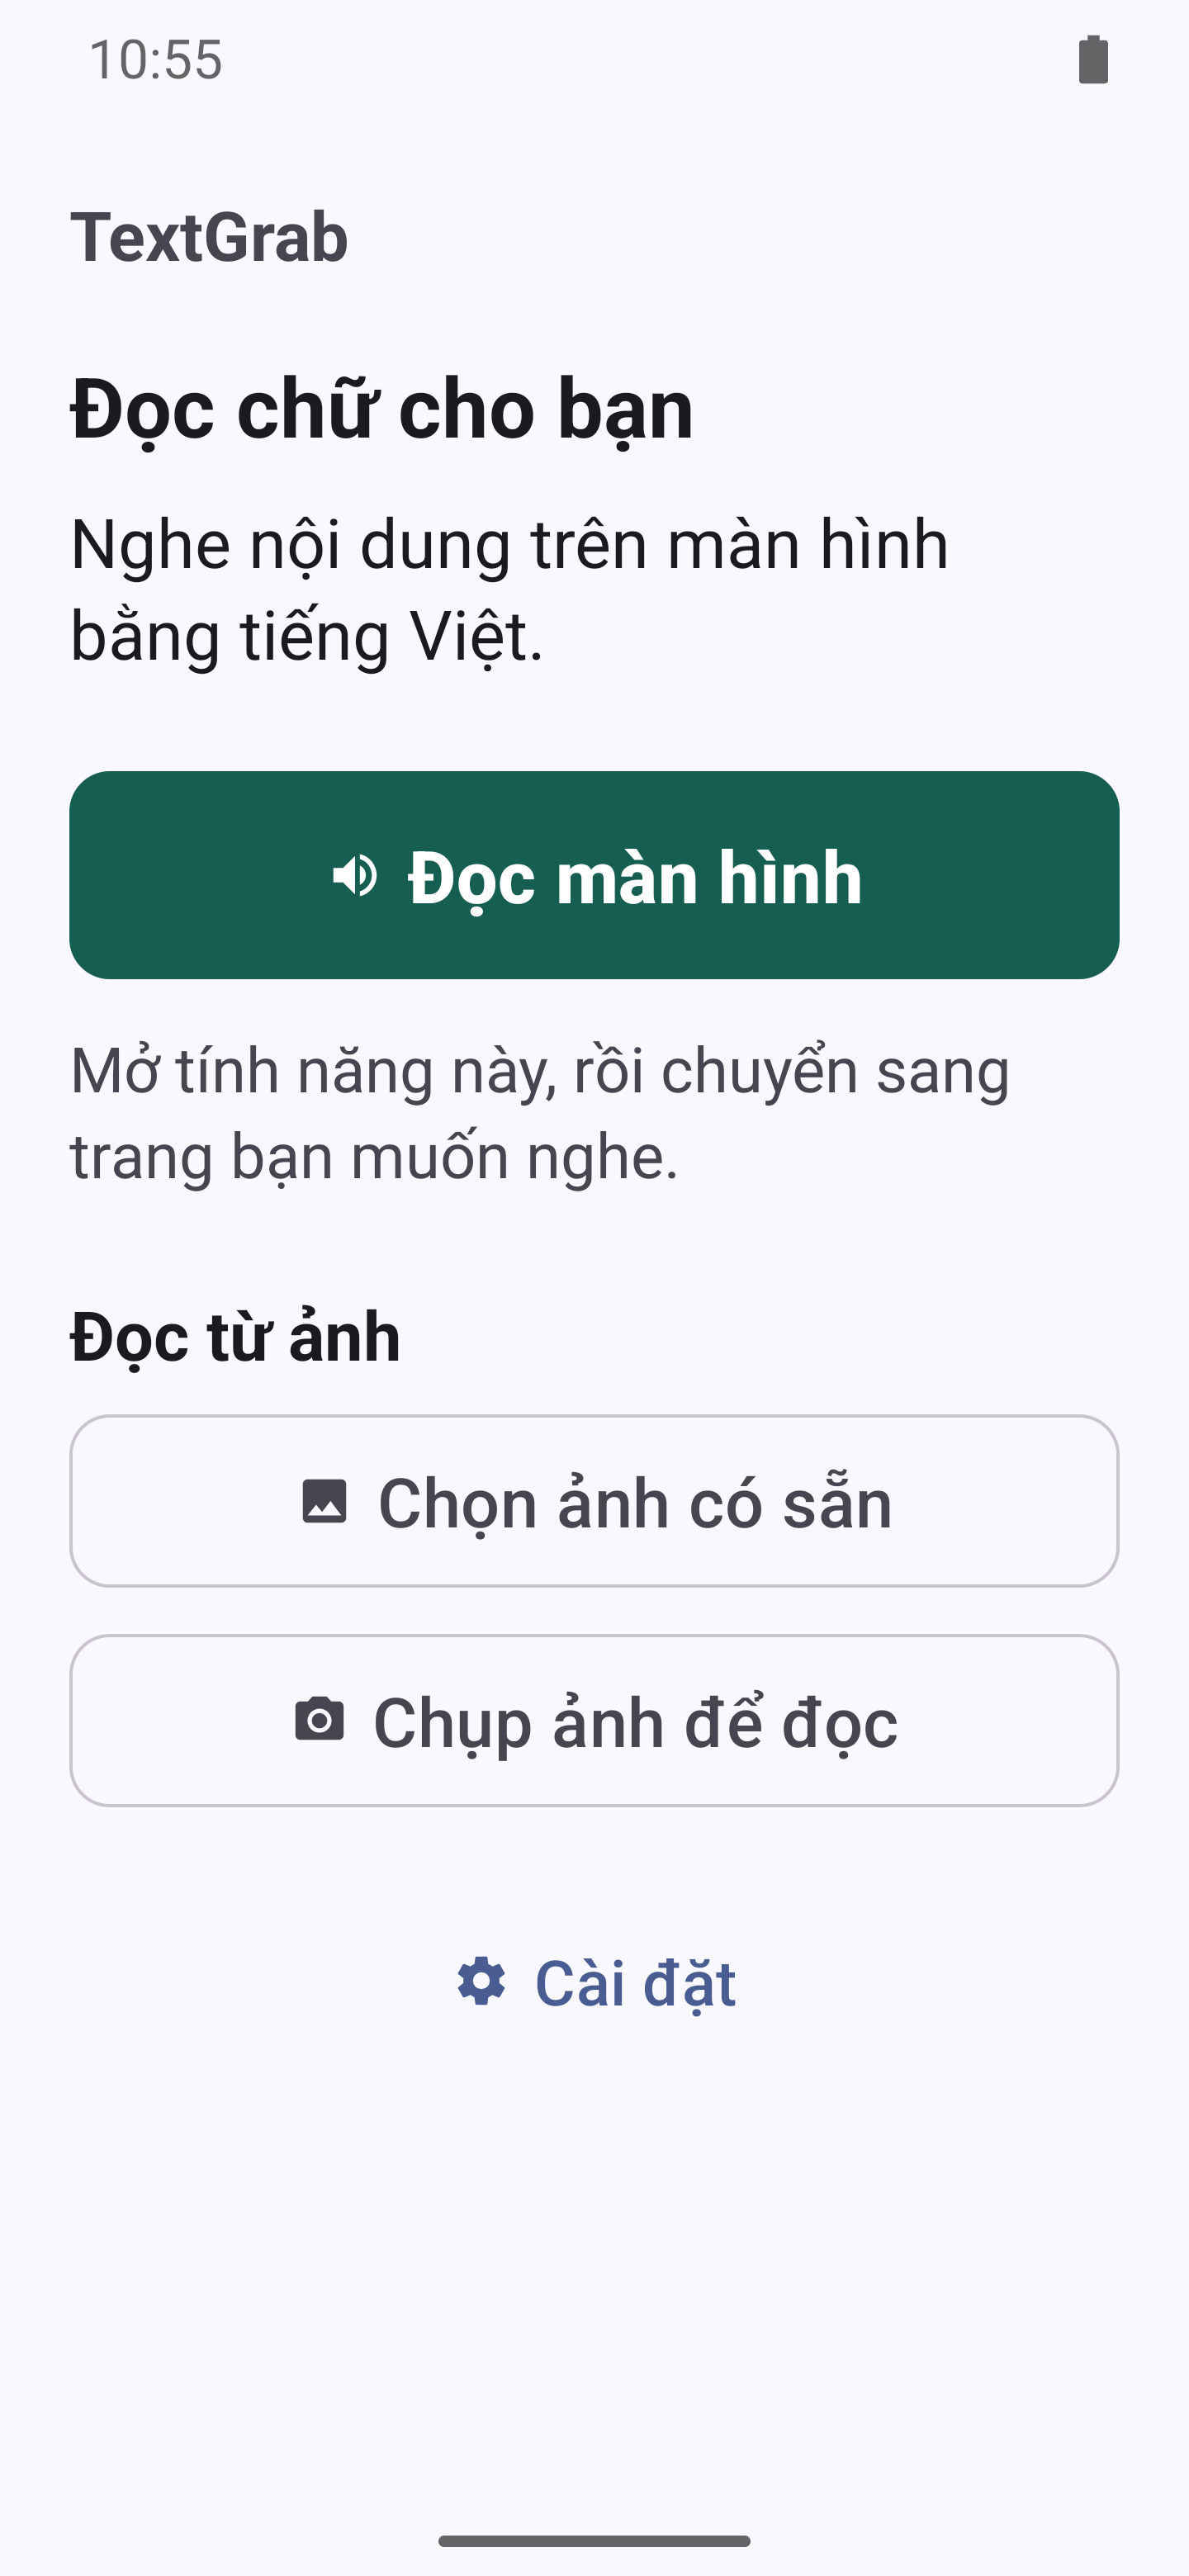 10:55
TextGrab
Đọc chữ cho bạn
Nghe nội dung trên màn hình
bằng tiếng Việt.
Đọc màn hình
Mở tính năng này, rồi chuyển sang
trang bạn muốn nghe.
Đọc từ ảnh
Chọn ảnh có sẵn
Chụp ảnh để đọc
Cài đặt